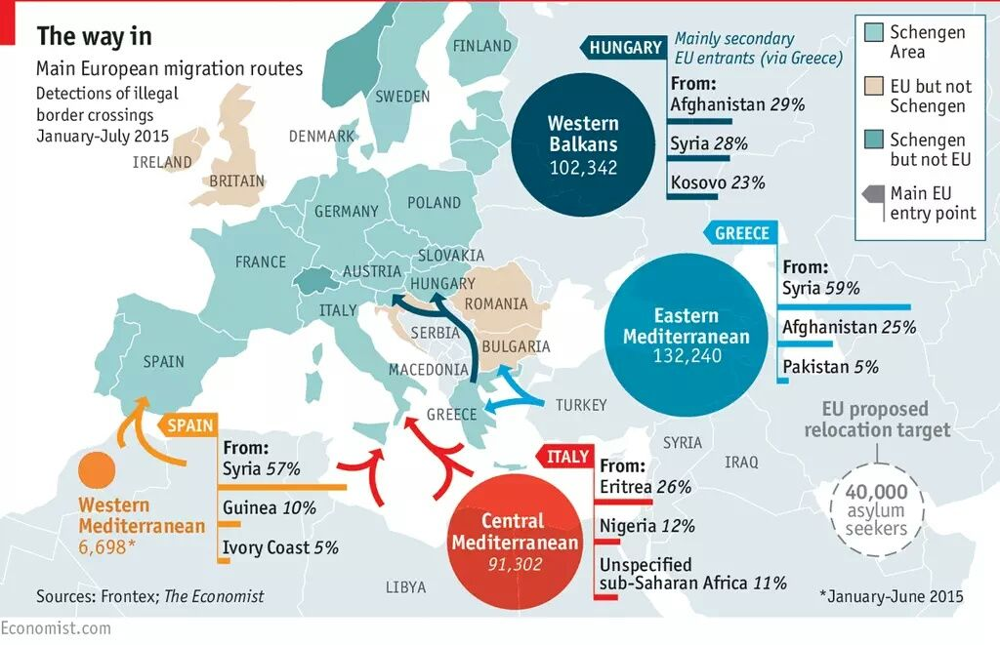 The way in
Main European migration routes
Detections of illegal
border crossings
January-July 2015
HUNGARY
Mainly secondary
EU entrants (via Greece)
Western
Balkans
102,342
From:
Afghanistan 29%
Syria 28%
Kosovo 23%
Schengen
Area
EU but not
Schengen
Schengen
but not EU
Main EU
entry point
FINLAND
SWEDEN
DENMARK
IRELAND
BRITAIN
GERMANY
POLAND
FRANCE
SLOVAKIA
AUSTRIA
HUNGARY
ITALY
ROMANIA
SERBIA
BULGARIA
SPAIN
MACEDONIA
GREECE
TURKEY
SYRIA
IRAQ
LIBYA
GREECE
Eastern
Mediterranean
132,240
From:
Syria 59%
Afghanistan 25%
Pakistan 5%
EU proposed
relocation target
40,000
asylum
seekers
SPAIN
Western
Mediterranean
6,698*
From:
Syria 57%
Guinea 10%
Ivory Coast 5%
ITALY
Central
Mediterranean
91,302
From:
Eritrea 26%
Nigeria 12%
Unspecified
sub-Saharan Africa 11%
Sources: Frontex; The Economist
*January-June 2015
Economist.com